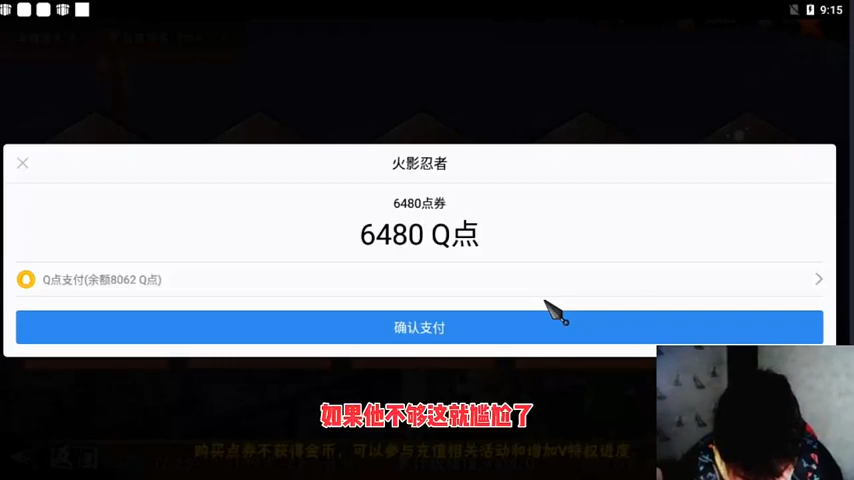 9:15
火影忍者
6480点券
6480 Q点
Q点支付(余额8062 Q点)
确认支付
如果他不够这就尴尬了
购买点券不获得金币，可以参与充值相关活动和增加V特权进度
返回